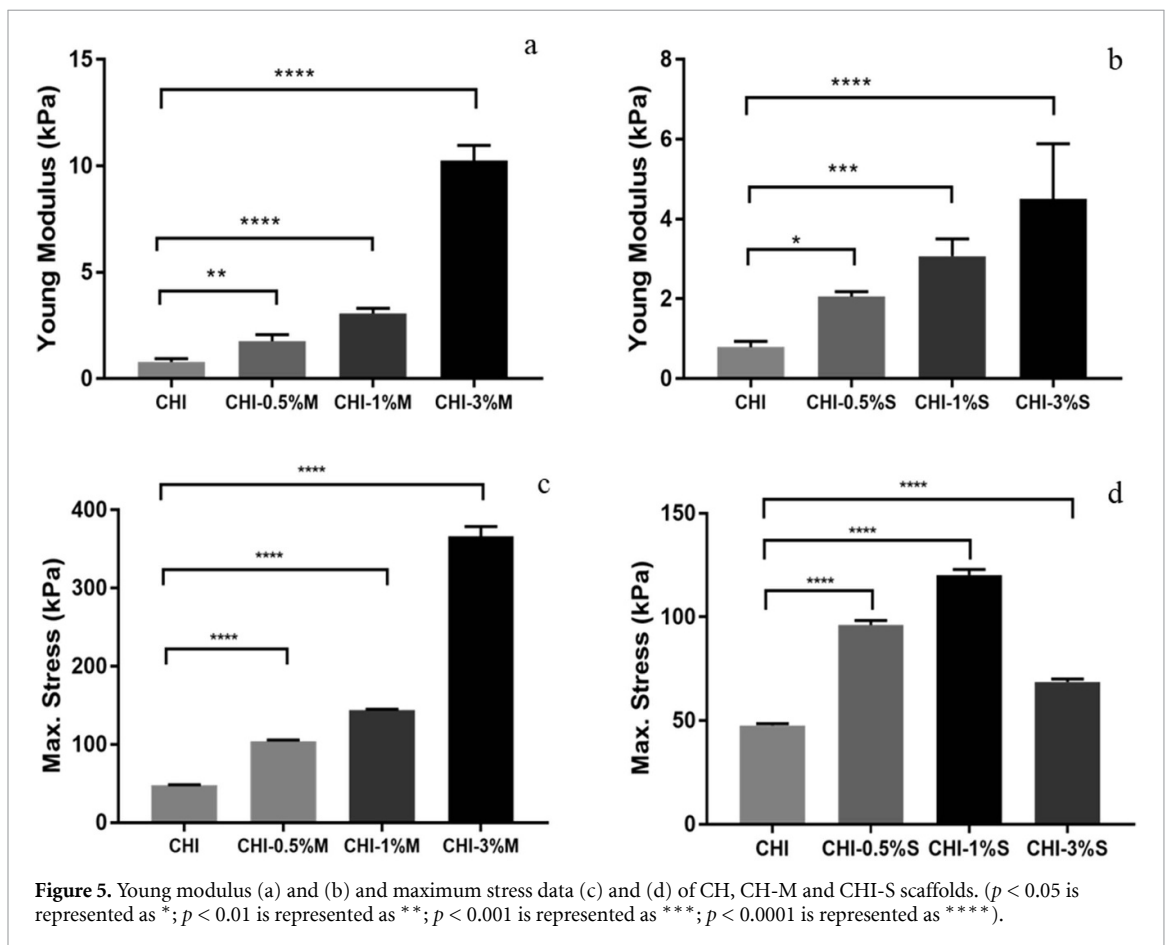 a
15
10
5
0
Young Modulus (kPa)
****
****
**
CHI CHI-0.5%M CHI-1%M CHI-3%M
b
8
6
4
2
0
Young Modulus (kPa)
****
***
*
CHI CHI-0.5%S CHI-1%S CHI-3%S
c
400
300
200
100
0
Max. Stress (kPa)
****
****
****
CHI CHI-0.5%M CHI-1%M CHI-3%M
d
150
100
50
0
Max. Stress (kPa)
****
****
****
CHI CHI-0.5%S CHI-1%S CHI-3%S
Figure 5. Young modulus (a) and (b) and maximum stress data (c) and (d) of CH, CH-M and CHI-S scaffolds. (p < 0.05 is
represented as *; p < 0.01 is represented as **; p < 0.001 is represented as ***; p < 0.0001 is represented as ****).